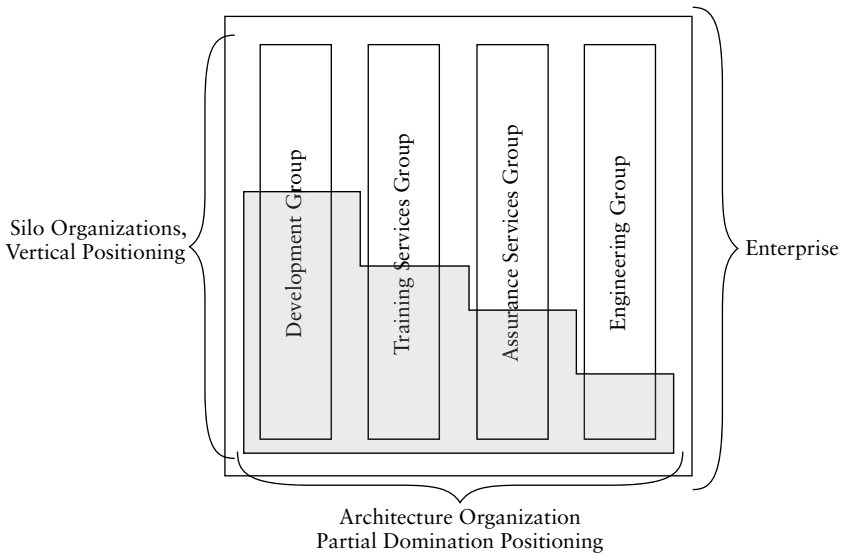 Silo Organizations,
Vertical Positioning
Development Group
Training Services Group
Assurance Services Group
Engineering Group
Enterprise
Architecture Organization
Partial Domination Positioning